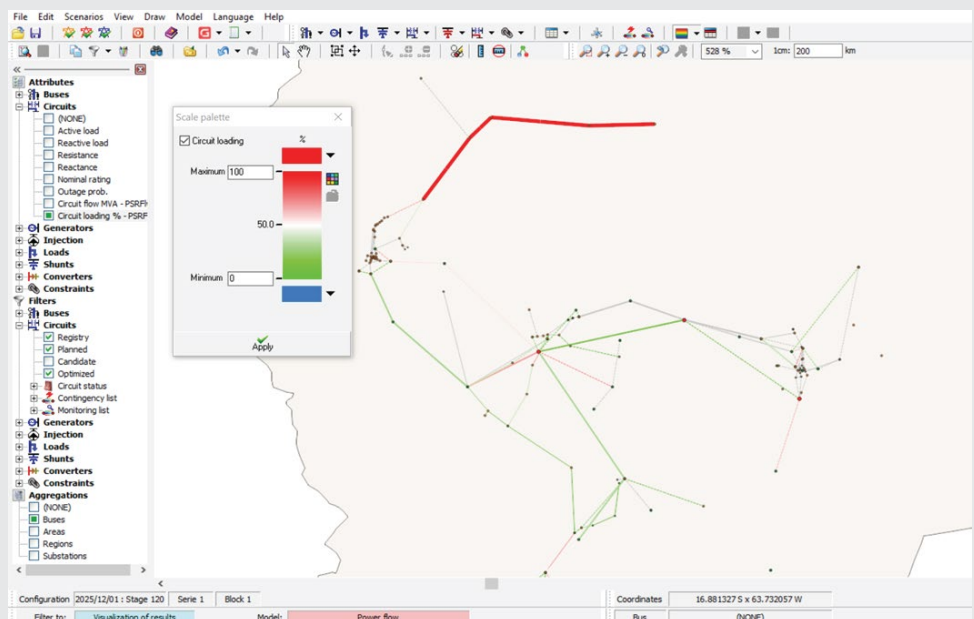 File Edit Scenarios View Draw Model Language Help
528 % 1cm: 200 km
Attributes
Buses
Circuits
(NONE)
Active load
Reactive load
Resistance
Reactance
Nominal rating
Outage prob.
Circuit flow MVA - PSRFl
Circuit loading % - PSRF
Generators
Injection
Loads
Shunts
Converters
Constraints
Filters
Buses
Circuits
Registry
Planned
Candidate
Optimized
Circuit status
Contingency list
Monitoring list
Generators
Injection
Loads
Shunts
Converters
Constraints
Aggregations
(NONE)
Buses
Areas
Regions
Substations
Scale palette
Circuit loading %
Maximum 100
50.0
Minimum 0
Apply
Configuration 2025/12/01 : Stage 120 Serie 1 Block 1 Coordinates 16.881327 S x 63.732057 W
Filter to: Visualization of results Model: Power flow Bus (NONE)